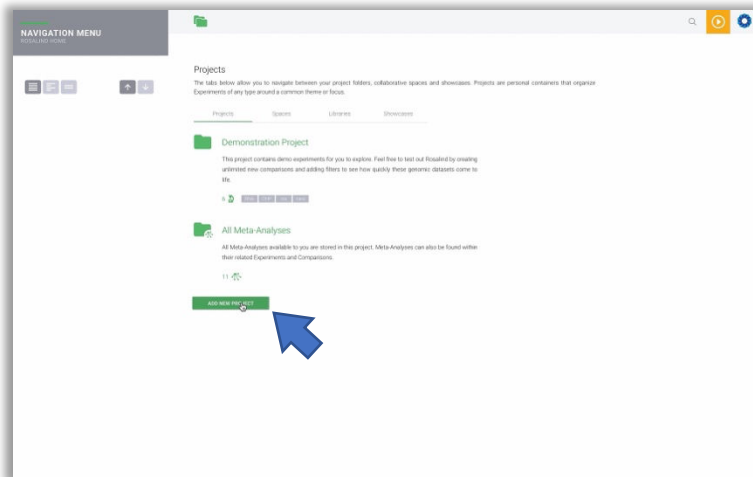 NAVIGATION MENU
ROSALIND HOME
Projects
The tabs below allow you to navigate between your project folders, collaborative spaces and showcases. Projects are personal containers that organize
Experiments of any type around a common theme or focus.
Projects Spaces Libraries Showcases
Demonstration Project
This project contains demo experiments for you to explore. Feel free to test out Rosalind by creating
unlimited new comparisons and adding filters to see how quickly these genomic datasets come to
life.
6
All Meta-Analyses
All Meta-Analyses available to you are stored in this project. Meta-Analyses can also be found within
their related Experiments and Comparisons.
11
ADD NEW PROJECT